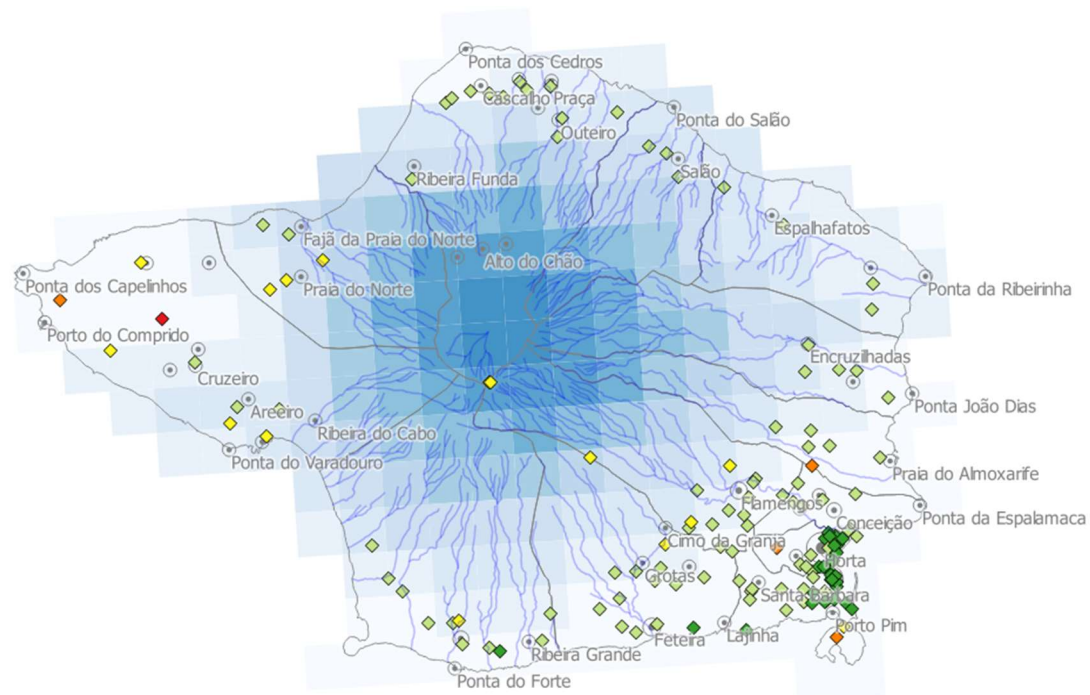 Ponta dos Cedros
Cascalho
Praça
Ponta do Salão
Outeiro
Salão
Ribeira Funda
Espalhafatos
Fajã da Praia do Norte
Alto do Chão
Ponta dos Capelinhos
Praia do Norte
Ponta da Ribeirinha
Porto do Comprido
Encruzilhadas
Cruzeiro
Areeiro
Ponta João Dias
Ribeira do Cabo
Ponta do Varadouro
Praia do Almoxarife
Flamengos
Conceição
Ponta da Espalamaca
Cimo da Granja
Horta
Grotas
Santa Bárbara
Porto Pim
Lajinha
Feteira
Ribeira Grande
Ponta do Forte